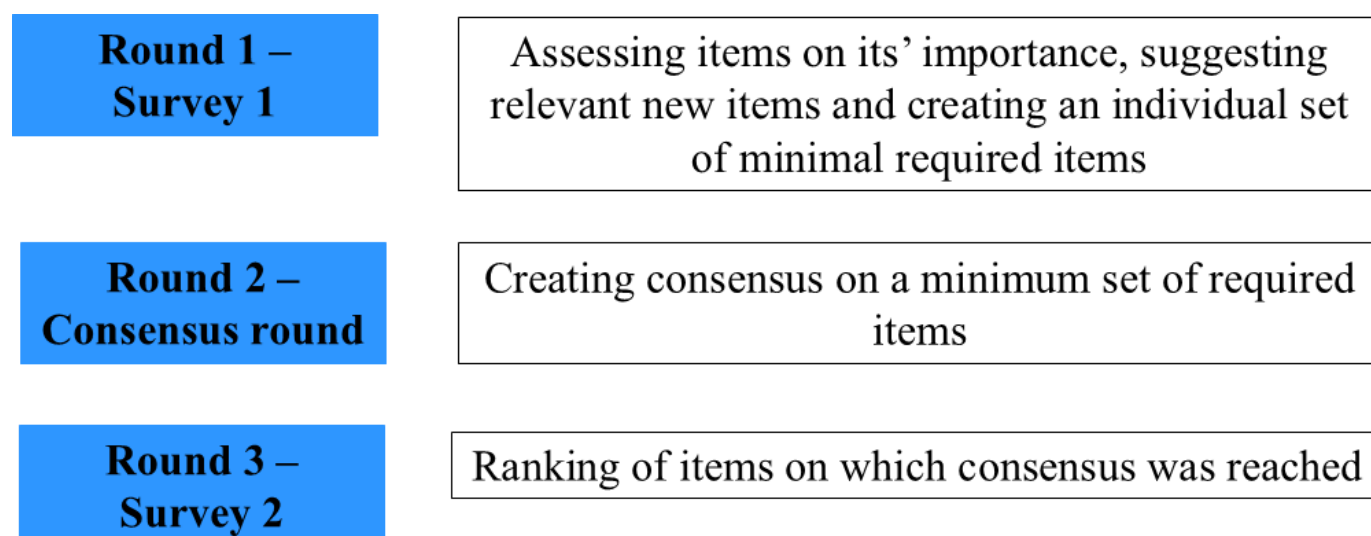 Round 1 –
Survey 1
Assessing items on its’ importance, suggesting
relevant new items and creating an individual set
of minimal required items
Round 2 –
Consensus round
Creating consensus on a minimum set of required
items
Round 3 –
Survey 2
Ranking of items on which consensus was reached